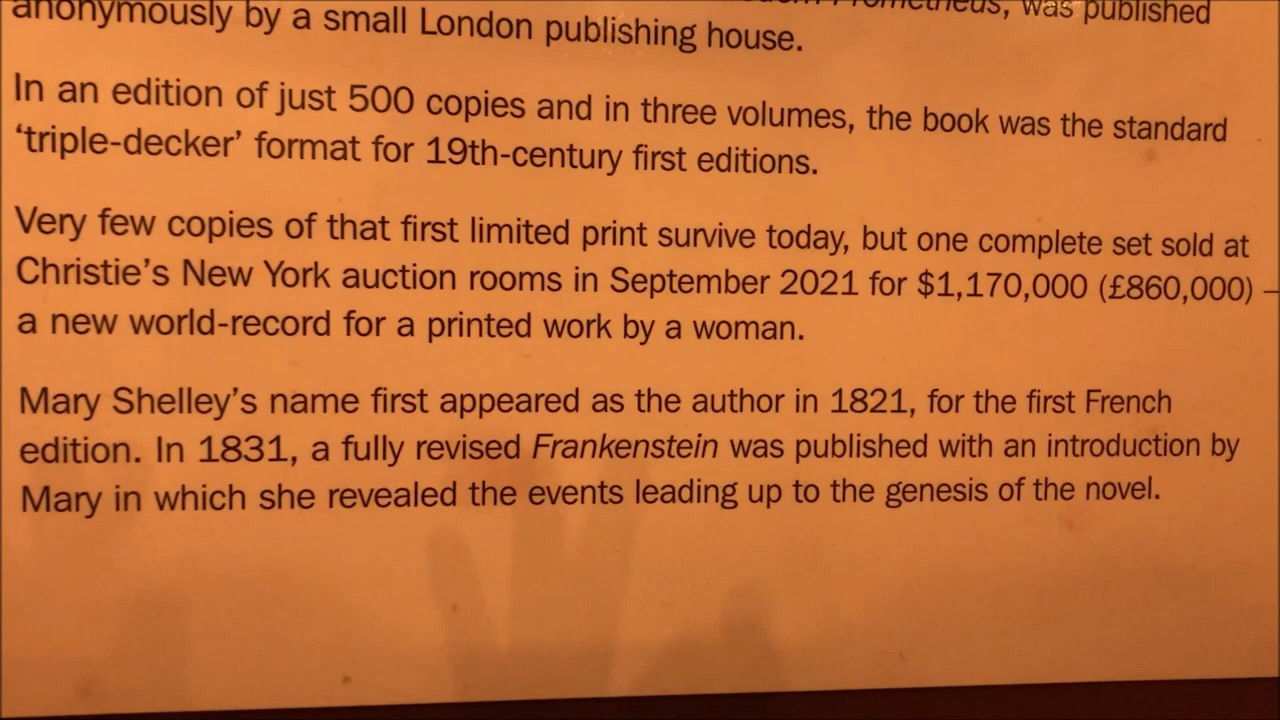 Prometheus, was published
anonymously by a small London publishing house.
In an edition of just 500 copies and in three volumes, the book was the standard
‘triple-decker’ format for 19th-century first editions.
Very few copies of that first limited print survive today, but one complete set sold at
Christie’s New York auction rooms in September 2021 for $1,170,000 (£860,000) –
a new world-record for a printed work by a woman.
Mary Shelley’s name first appeared as the author in 1821, for the first French
edition. In 1831, a fully revised Frankenstein was published with an introduction by
Mary in which she revealed the events leading up to the genesis of the novel.